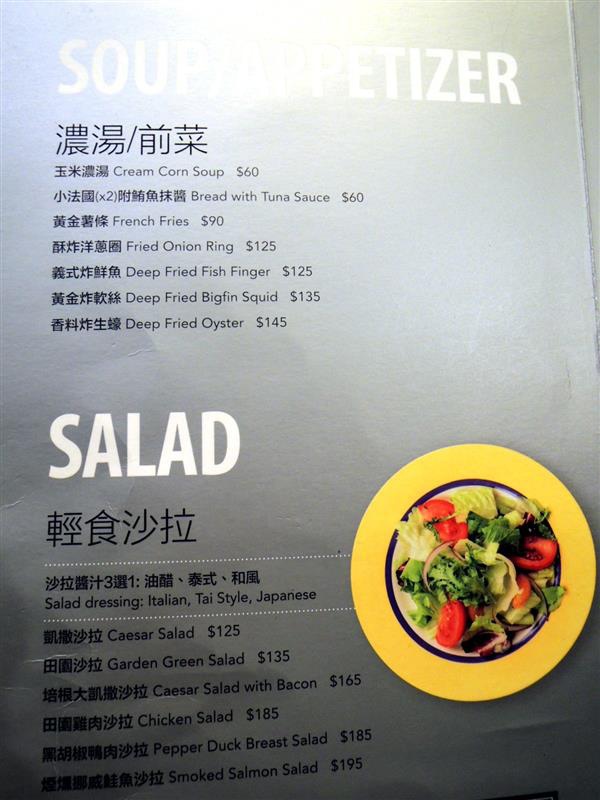 SOUP/APPETIZER
濃湯/前菜
玉米濃湯 Cream Corn Soup $60
小法國(x2)附鮪魚抹醬 Bread with Tuna Sauce $60
黃金薯條 French Fries $90
酥炸洋蔥圈 Fried Onion Ring $125
義式炸鮮魚 Deep Fried Fish Finger $125
黃金炸軟絲 Deep Fried Bigfin Squid $135
香料炸生蠔 Deep Fried Oyster $145
SALAD
輕食沙拉
沙拉醬汁3選1: 油醋、泰式、和風
Salad dressing: Italian, Tai Style, Japanese
凱撒沙拉 Caesar Salad $125
田園沙拉 Garden Green Salad $135
培根大凱撒沙拉 Caesar Salad with Bacon $165
田園雞肉沙拉 Chicken Salad $185
黑胡椒鴨肉沙拉 Pepper Duck Breast Salad $185
煙燻挪威鮭魚沙拉 Smoked Salmon Salad $195